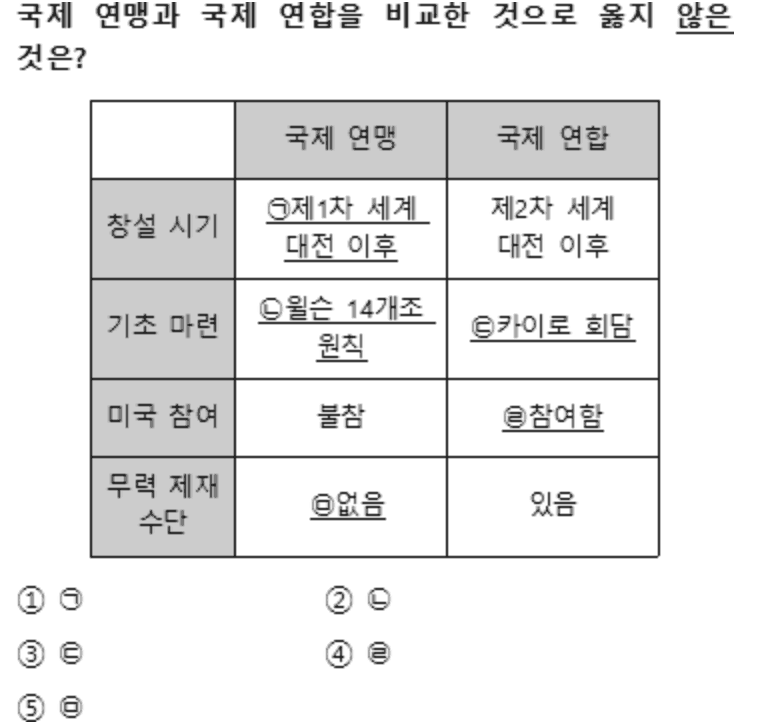 국제 연맹과 국제 연합을 비교한 것으로 옳지 않은
것은?
국제 연맹 국제 연합
창설 시기 ㉠제1차 세계 대전 이후 제2차 세계 대전 이후
기초 마련 ㉡윌슨 14개조 원칙 ㉢카이로 회담
미국 참여 불참 ㉣참여함
무력 제재 수단 ㉤없음 있음
① ㉠ ② ㉡
③ ㉢ ④ ㉣
⑤ ㉤